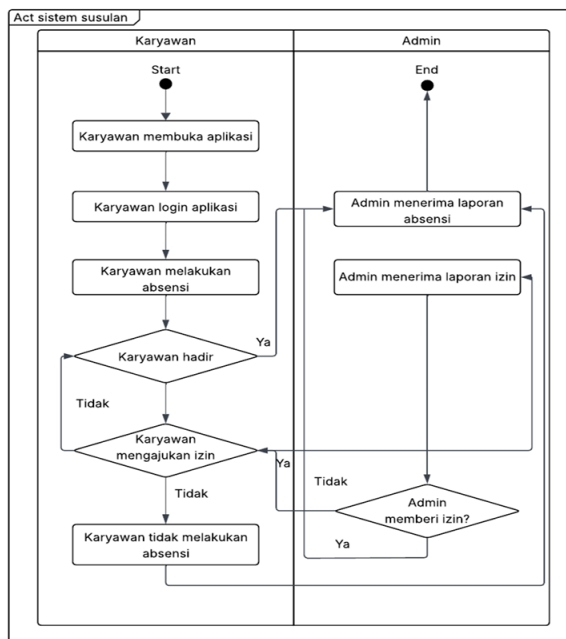 Act sistem susulan
Karyawan
Admin
Start
End
Karyawan membuka aplikasi
Karyawan login aplikasi
Admin menerima laporan
absensi
Karyawan melakukan
absensi
Admin menerima laporan izin
Karyawan hadir
Ya
Tidak
Karyawan
mengajukan izin
Ya
Tidak
Tidak
Admin
memberi izin?
Ya
Karyawan tidak melakukan
absensi